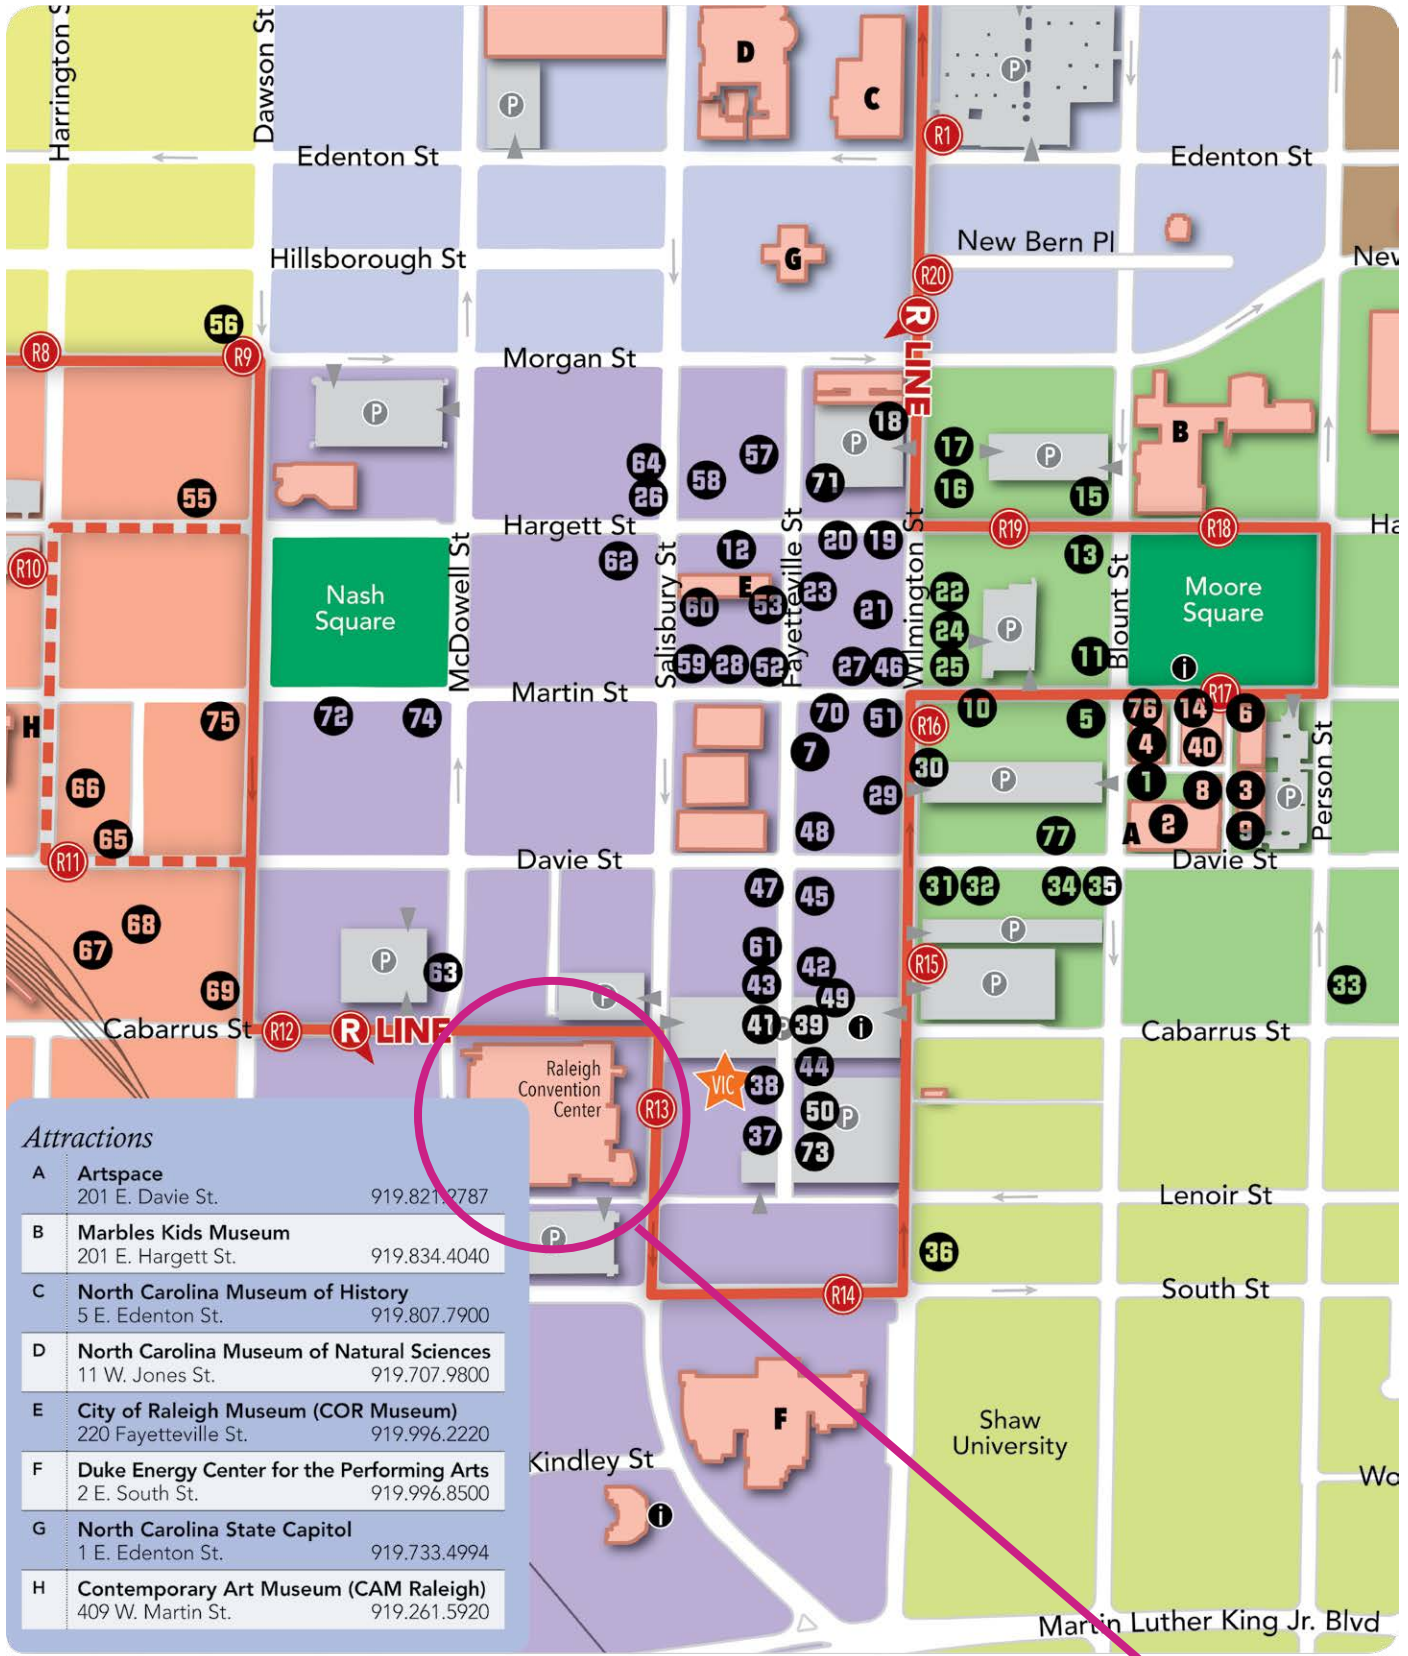 Harrington S
Dawson St
D
C
P
P
R1
Edenton St
Edenton St
G
New Bern Pl
Hillsborough St
R20
R LINE
56
R8
R9
Morgan St
P
18
P
17
P
B
64
58
57
71
26
16
15
55
Hargett St
R19
R18
Ha
R10
Nash
Square
McDowell St
62
Salisbury St
12
E
60
53
59
28
52
Fayetteville St
20
19
23
21
27
46
Wilmington St
22
24
25
P
13
11
Blount St
Moore
Square
i
Martin St
R17
H
75
72
74
70
51
R16
10
5
76
14
6
7
4
40
66
30
P
1
8
3
P
Person St
29
65
48
77
A
2
9
R11
Davie St
Davie St
47
45
31
32
34
35
68
67
P
63
61
42
P
R15
69
P
43
49
P
33
Cabarrus St
R12
R LINE
41
P
39
i
Cabarrus St
Raleigh
Convention
Center
VIC
38
44
R13
50
P
37
73
Lenoir St
P
36
R14
South St
F
Shaw
University
Kindley St
i
Wo
Martin Luther King Jr. Blvd
Attractions
A Artspace
201 E. Davie St. 919.821.2787
B Marbles Kids Museum
201 E. Hargett St. 919.834.4040
C North Carolina Museum of History
5 E. Edenton St. 919.807.7900
D North Carolina Museum of Natural Sciences
11 W. Jones St. 919.707.9800
E City of Raleigh Museum (COR Museum)
220 Fayetteville St. 919.996.2220
F Duke Energy Center for the Performing Arts
2 E. South St. 919.996.8500
G North Carolina State Capitol
1 E. Edenton St. 919.733.4994
H Contemporary Art Museum (CAM Raleigh)
409 W. Martin St. 919.261.5920